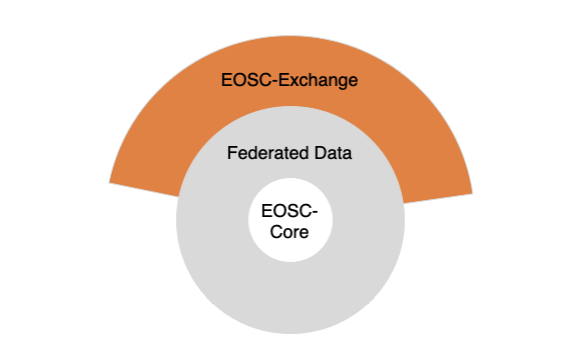 EOSC-Exchange
Federated Data
EOSC-
Core